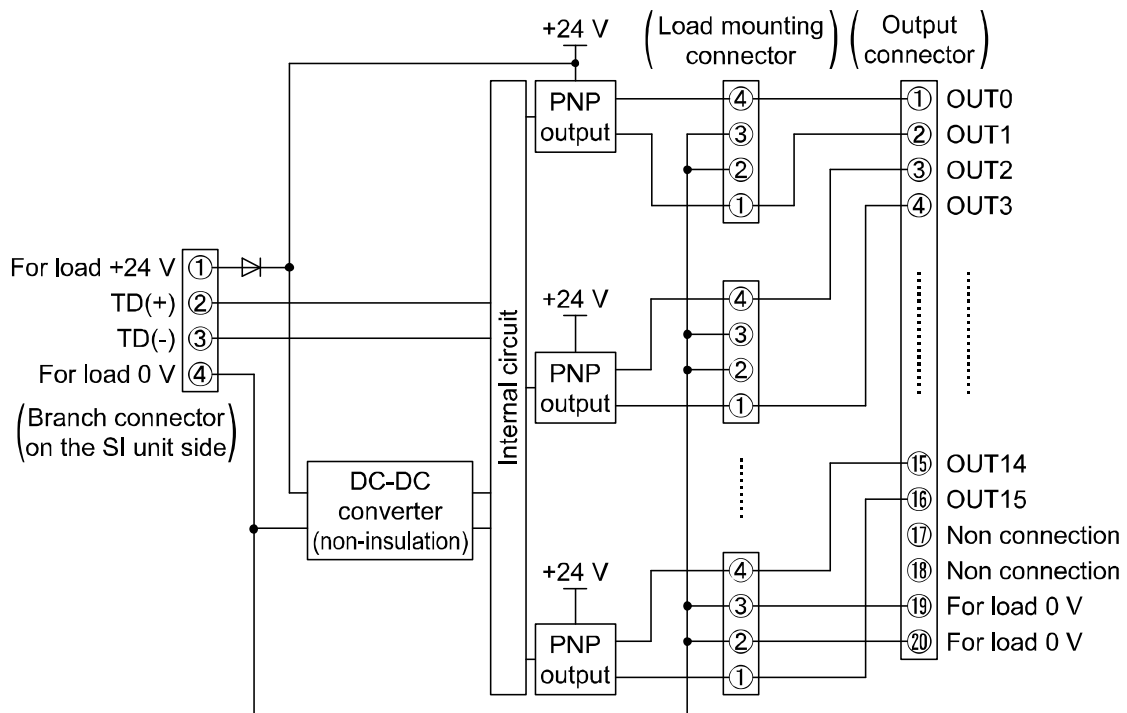 +24 V
(Load mounting connector)
(Output connector)
PNP
output
④
③
②
①
① OUT0
② OUT1
③ OUT2
④ OUT3
For load +24 V ①
TD(+) ②
TD(-) ③
For load 0 V ④
(Branch connector
on the SI unit side)
Internal circuit
+24 V
PNP
output
④
③
②
①
DC-DC
converter
(non-insulation)
+24 V
PNP
output
④
③
②
①
⑮ OUT14
⑯ OUT15
⑰ Non connection
⑱ Non connection
⑲ For load 0 V
⑳ For load 0 V